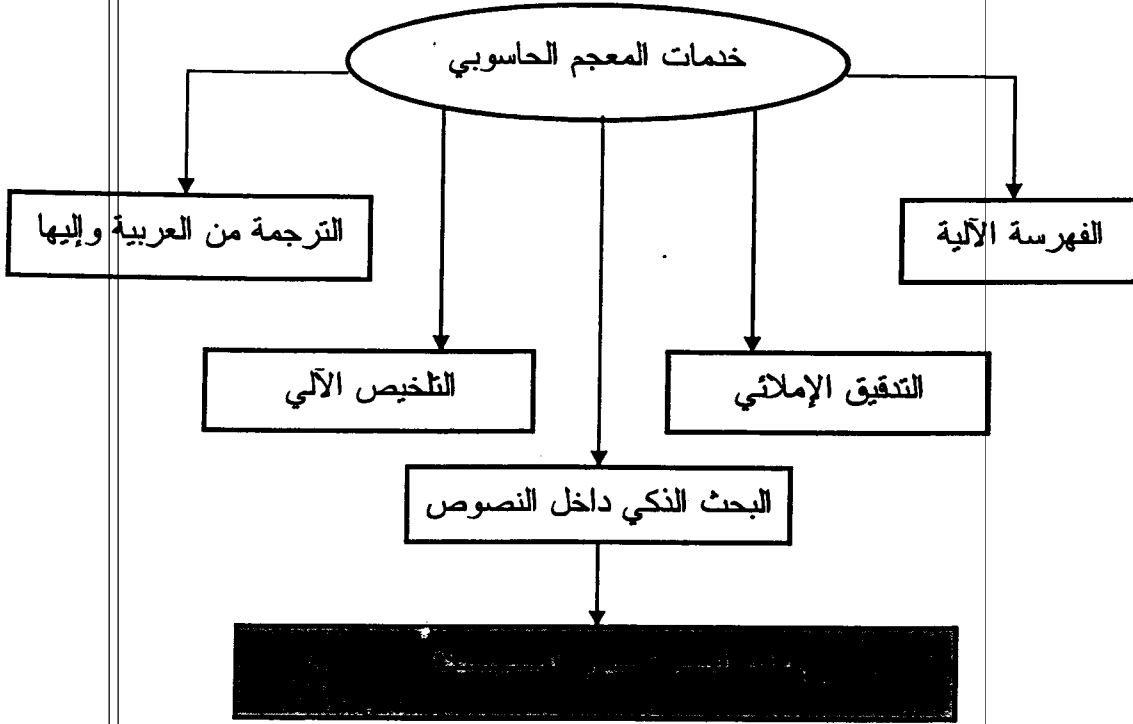 خدمات المعجم الحاسوبي
الفهرسة الآلية
الترجمة من العربية وإليها
التدقيق الإملائي
التلخيص الآلي
البحث الذكي داخل النصوص